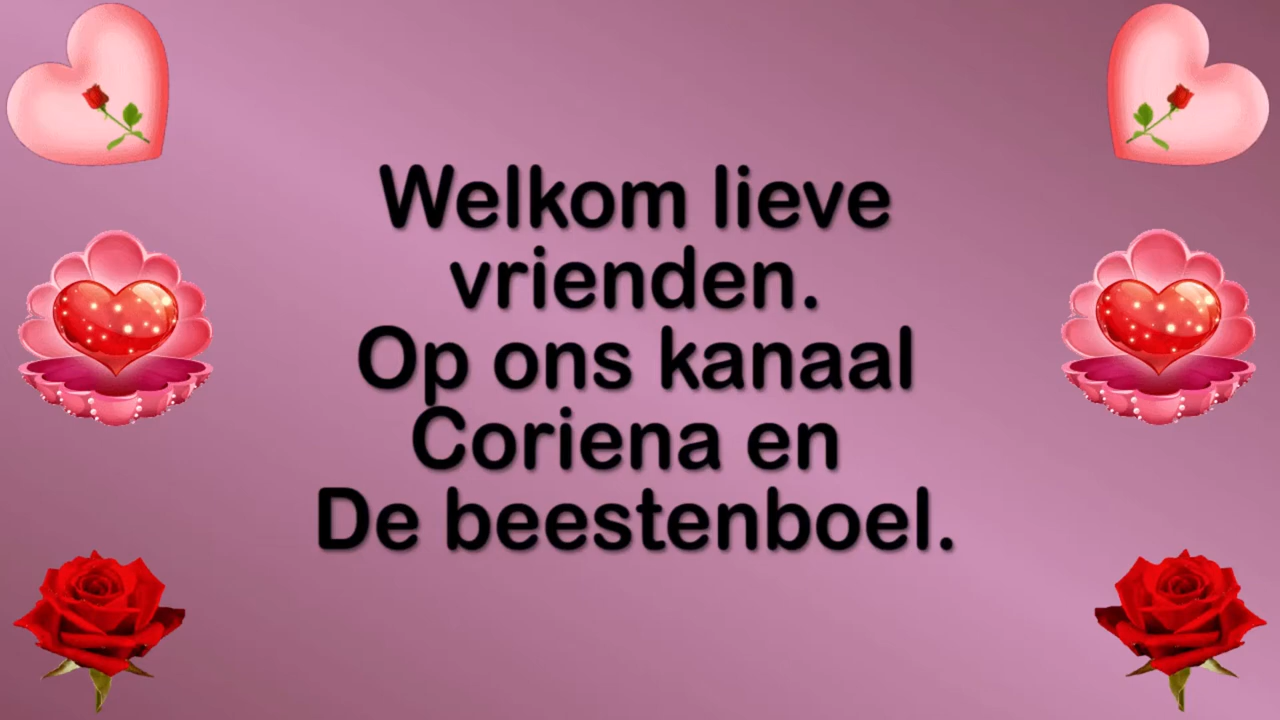 Welkom lieve
vrienden.
Op ons kanaal
Coriena en
De beestenboel.